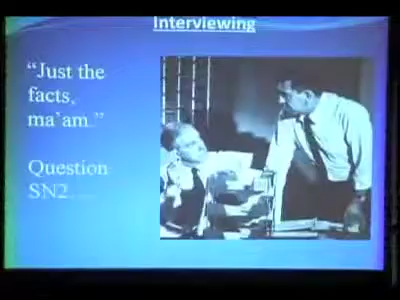 Interviewing
“Just the
facts,
ma’am.”
Question
SN2.....